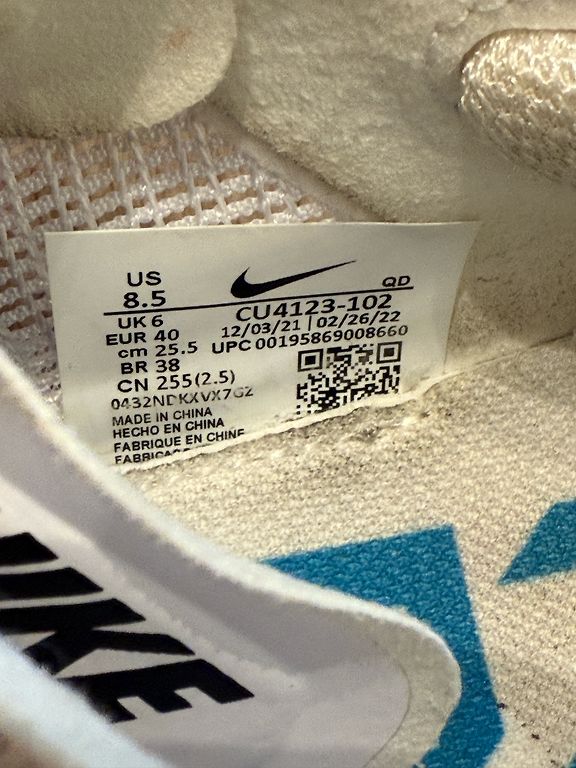 US
8.5
QD
CU4123-102
UK 6
12/03/21 | 02/26/22
EUR 40
UPC 00195869008660
cm 25.5
BR 38
CN 255(2.5)
0432NDKXVX7GZ
MADE IN CHINA
HECHO EN CHINA
FABRIQUE EN CHINE
NIKE